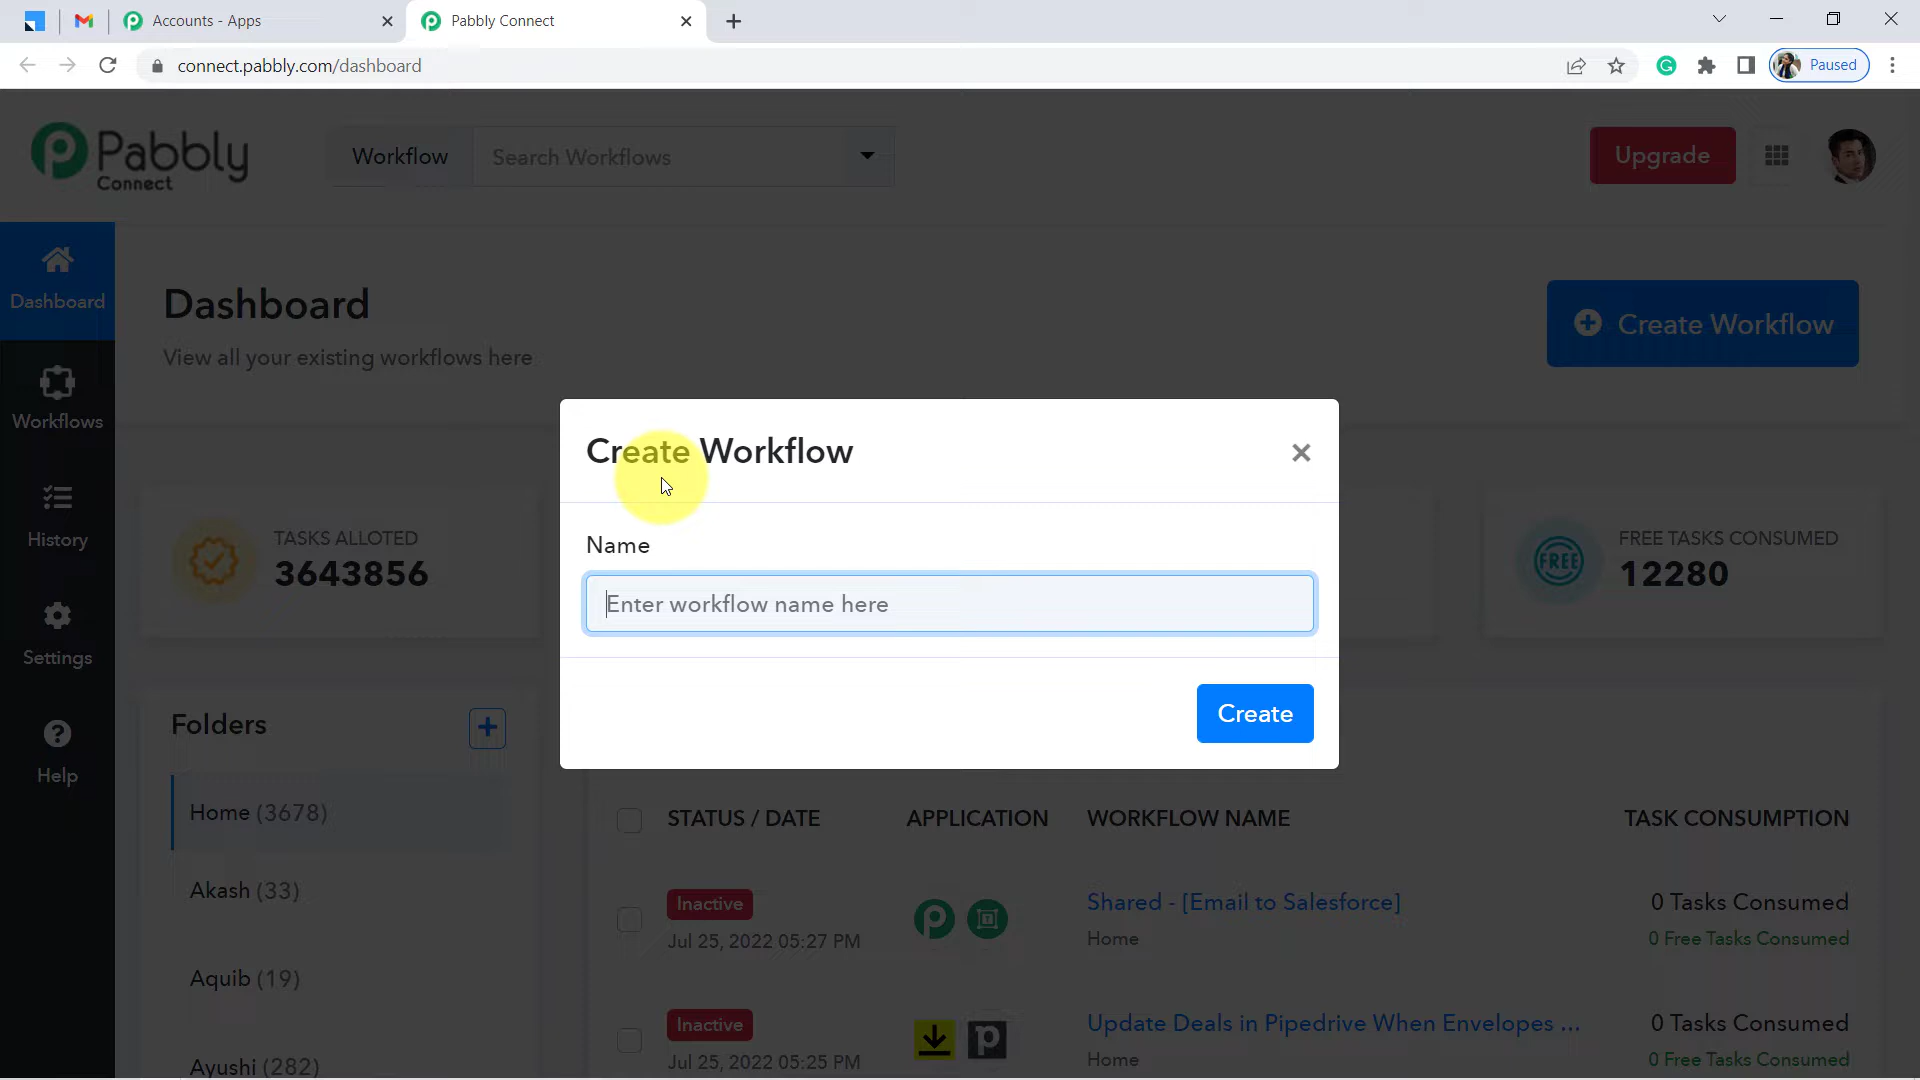 Accounts - Apps
Pabbly Connect
connect.pabbly.com/dashboard
Paused
Pabbly
Connect
Workflow
Search Workflows
Upgrade
Dashboard
Workflows
History
Settings
Help
Dashboard
View all your existing workflows here
Create Workflow
TASKS ALLOTED
3643856
FREE
FREE TASKS CONSUMED
12280
Create Workflow
Name
Enter workflow name here
Create
Folders
Home (3678)
Akash (33)
Aquib (19)
Ayushi (282)
STATUS / DATE APPLICATION WORKFLOW NAME TASK CONSUMPTION
Inactive
Jul 25, 2022 05:27 PM
Shared - [Email to Salesforce]
Home
0 Tasks Consumed
0 Free Tasks Consumed
Inactive
Jul 25, 2022 05:25 PM
Update Deals in Pipedrive When Envelopes ...
Home
0 Tasks Consumed
0 Free Tasks Consumed